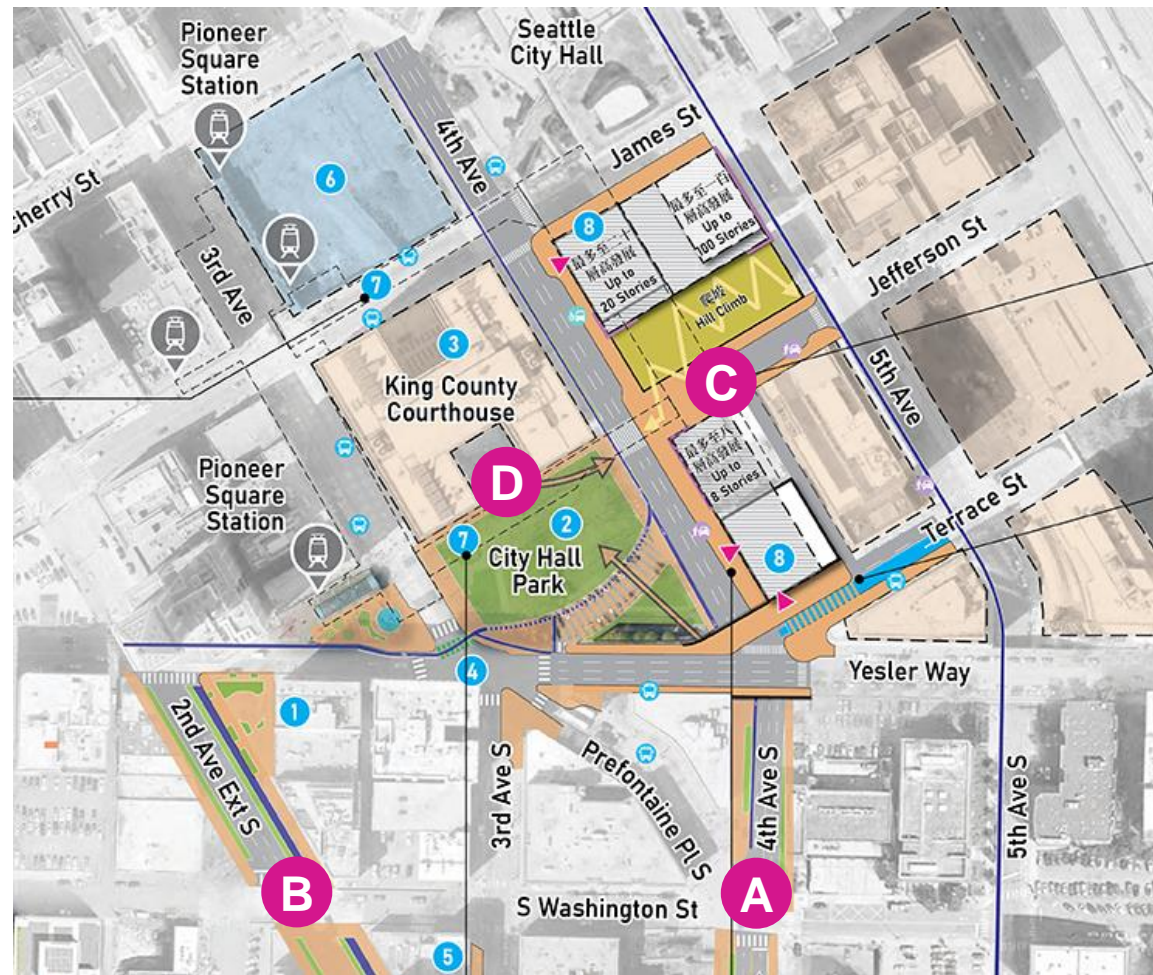 Pioneer
Square
Station
Seattle
City Hall
4th Ave
James St
Cherry St
3rd Ave
6
7
8
最多至二十
層高發展
Up to
20 Stories
最多至一百
層高發展
Up to
100 Stories
爬坡
Hill Climb
Jefferson St
5th Ave
3
King County
Courthouse
C
最多至八
層高發展
Up to
8 Stories
D
Pioneer
Square
Station
7
2
City Hall
Park
8
Terrace St
Yesler Way
4
1
2nd Ave Ext S
3rd Ave S
Prefontaine Pl S
4th Ave S
5th Ave S
B
A
S Washington St
5